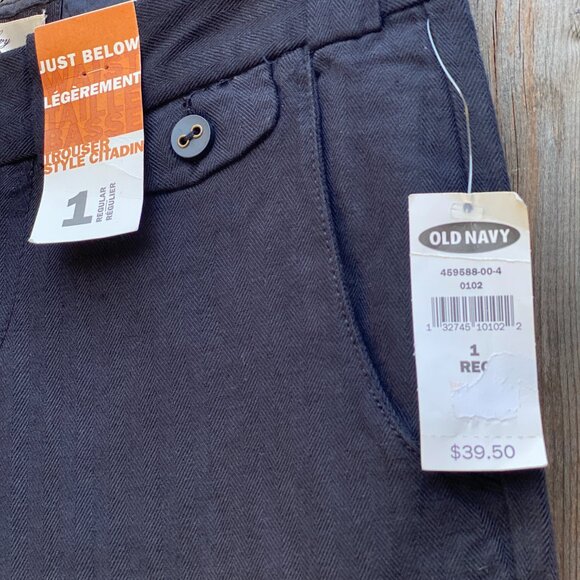 JUST BELOW
LÉGÈREMENT
TROUSER
STYLE CITADIN
1
REGULAR
RÉGULIER
OLD NAVY
459588-00-4
0102
1 32745 10102 2
1
REG
$39.50